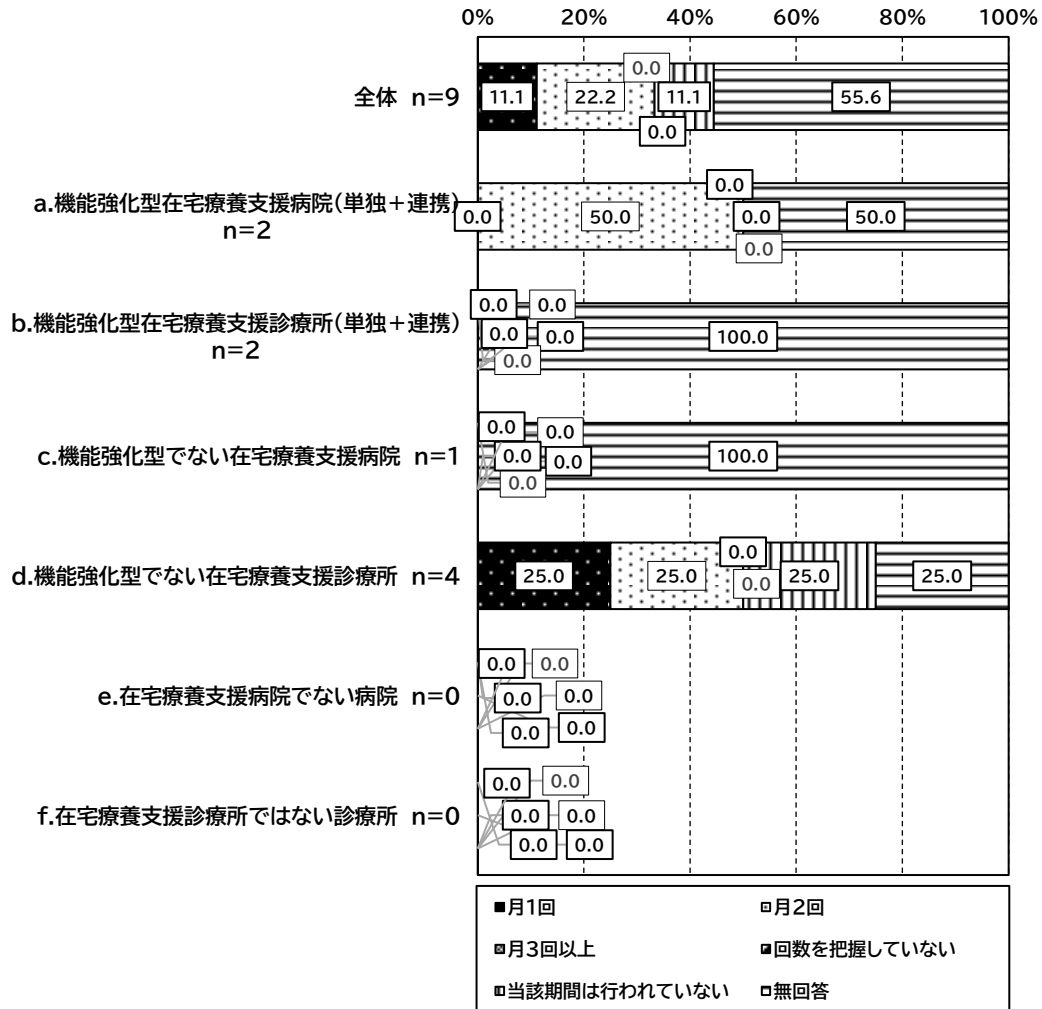 0% 20% 40% 60% 80% 100%
全体 n=9
11.1 22.2 0.0 0.0 11.1 55.6
a.機能強化型在宅療養支援病院(単独+連携)
n=2
0.0 50.0 0.0 0.0 0.0 50.0
b.機能強化型在宅療養支援診療所(単独+連携)
n=2
0.0 0.0
0.0 0.0 100.0
0.0
c.機能強化型でない在宅療養支援病院 n=1
0.0 0.0
0.0 0.0 100.0
0.0
d.機能強化型でない在宅療養支援診療所 n=4
25.0 25.0 0.0 0.0 25.0 25.0
e.在宅療養支援病院でない病院 n=0
0.0 0.0
0.0 0.0
0.0 0.0
f.在宅療養支援診療所ではない診療所 n=0
0.0 0.0
0.0 0.0
0.0 0.0
月1回 月2回
月3回以上 回数を把握していない
当該期間は行われていない 無回答